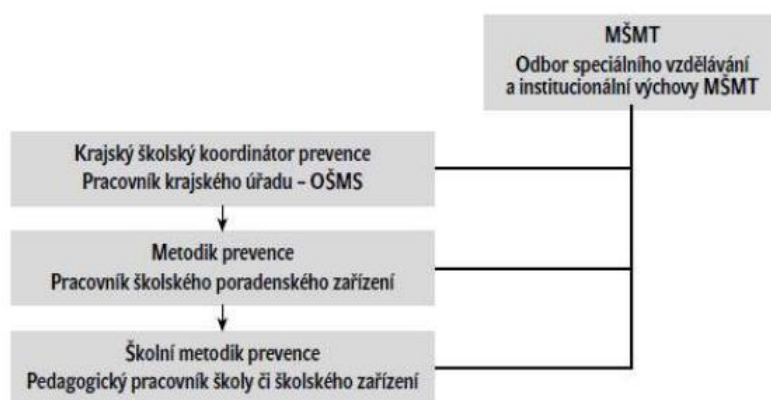 MŠMT
Odbor speciálního vzdělávání
a institucionální výchovy MŠMT
Krajský školský koordinátor prevence
Pracovník krajského úřadu – OŠMS
Metodik prevence
Pracovník školského poradenského zařízení
Školní metodik prevence
Pedagogický pracovník školy či školského zařízení